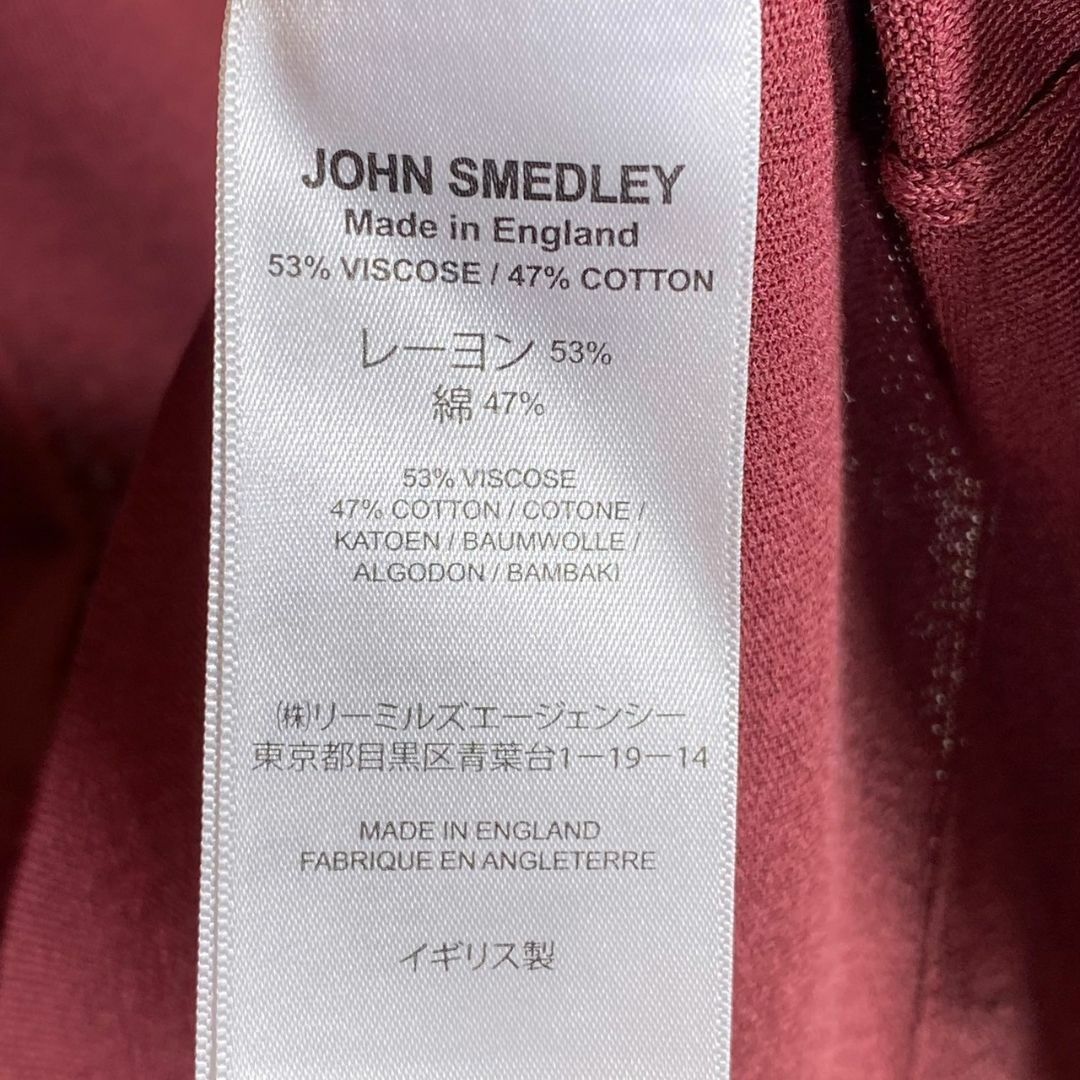 JOHN SMEDLEY
Made in England
53% VISCOSE / 47% COTTON
レーヨン 53%
綿 47%
53% VISCOSE
47% COTTON / COTONE /
KATOEN / BAUMWOLLE /
ALGODON / BAMBAKI
㈱リーミルズエージェンシー
東京都目黒区青葉台1ー19ー14
MADE IN ENGLAND
FABRIQUE EN ANGLETERRE
イギリス製